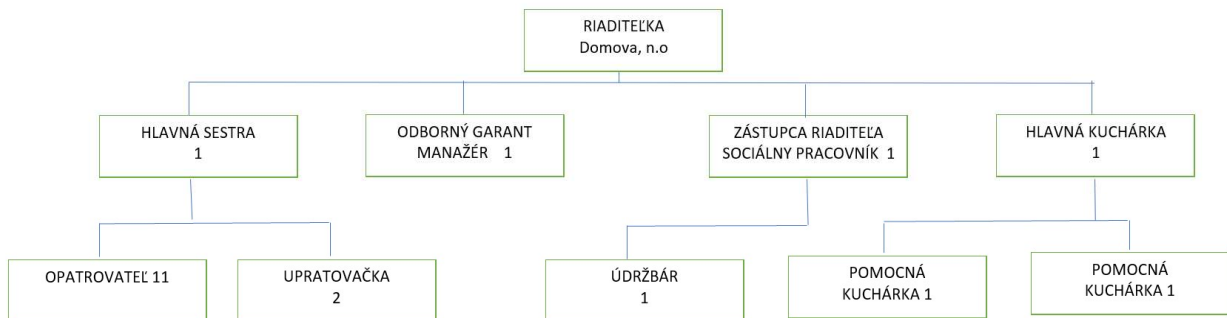 RIADITEĽKA
Domova, n.o
HLAVNÁ SESTRA
1
ODBORNÝ GARANT
MANAŽÉR 1
ZÁSTUPCA RIADITEĽA
SOCIÁLNY PRACOVNÍK 1
HLAVNÁ KUCHÁRKA
1
OPATROVATEĽ 11
UPRATOVAČKA
2
ÚDRŽBÁR
1
POMOCNÁ
KUCHÁRKA 1
POMOCNÁ
KUCHÁRKA 1